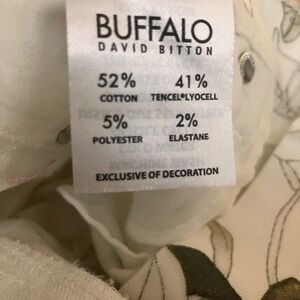 BUFFALO
DAVID BITTON
52% 41%
COTTON TENCEL®LYOCELL
5% 2%
POLYESTER ELASTANE
EXCLUSIVE OF DECORATION